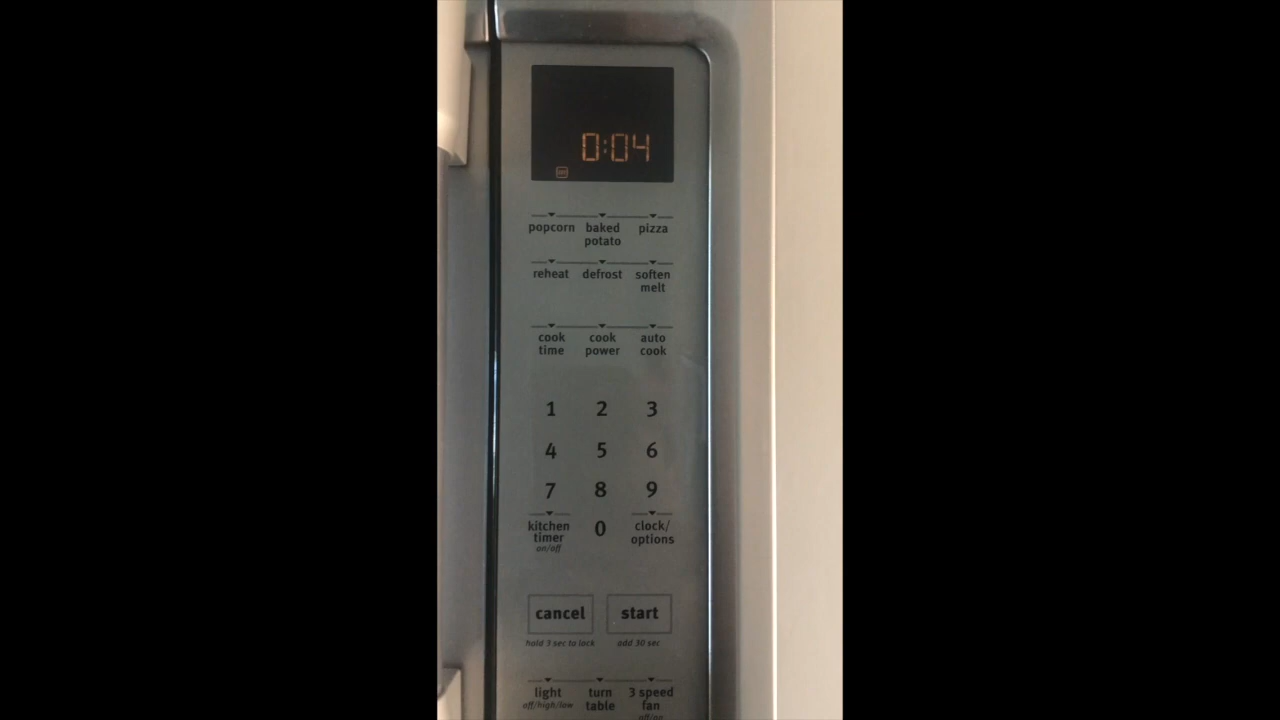 0:04
popcorn baked potato pizza
reheat defrost soften melt
cook time cook power auto cook
1 2 3
4 5 6
7 8 9
kitchen timer on/off 0 clock/ options
cancel start
hold 3 sec to lock add 30 sec
light off/high/low turn table 3 speed fan